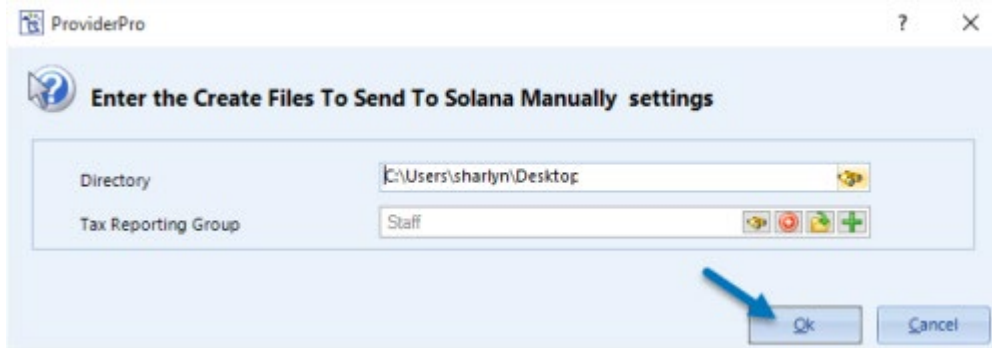 ProviderPro
Enter the Create Files To Send To Solana Manually settings
Directory C:\Users\sharlyn\Desktop
Tax Reporting Group Staff
Ok Cancel